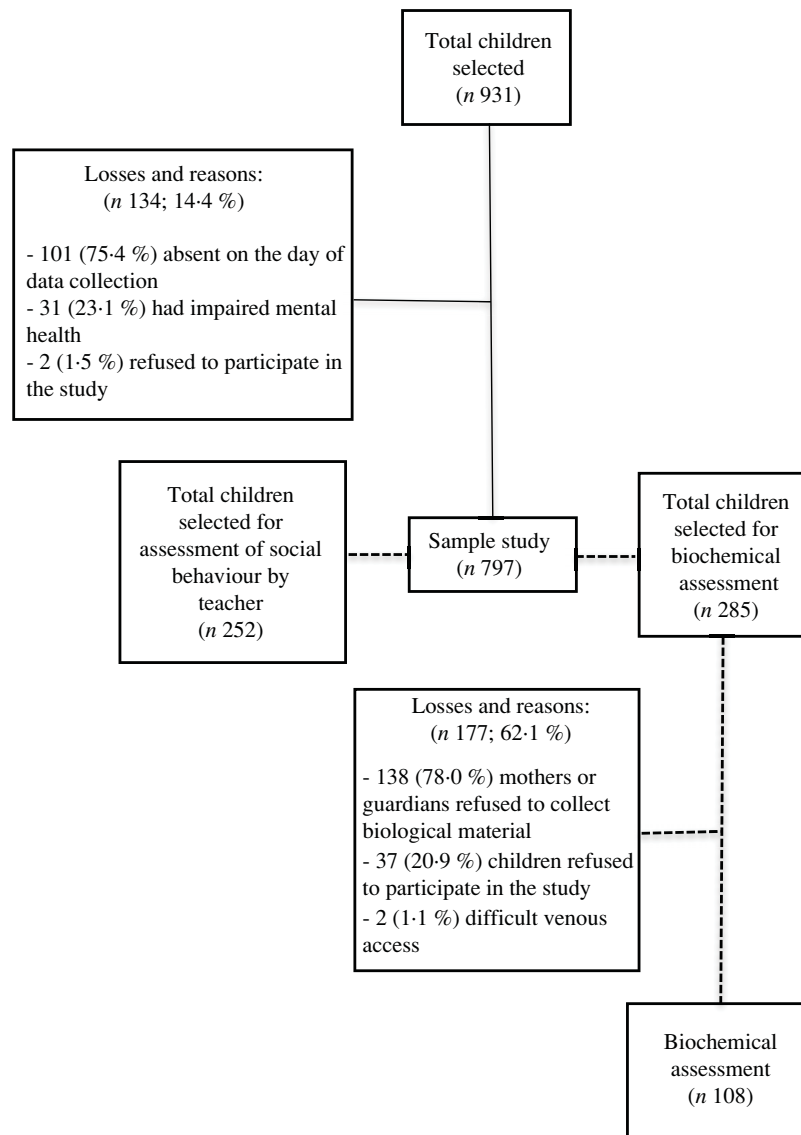 Total children
selected
(n 931)
Losses and reasons:
(n 134; 14·4 %)
- 101 (75·4 %) absent on the day of
data collection
- 31 (23·1 %) had impaired mental
health
- 2 (1·5 %) refused to participate in
the study
Total children
selected for
assessment of social
behaviour by
teacher
(n 252)
Sample study
(n 797)
Total children
selected for
biochemical
assessment
(n 285)
Losses and reasons:
(n 177; 62·1 %)
- 138 (78·0 %) mothers or
guardians refused to collect
biological material
- 37 (20·9 %) children refused
to participate in the study
- 2 (1·1 %) difficult venous
access
Biochemical
assessment
(n 108)